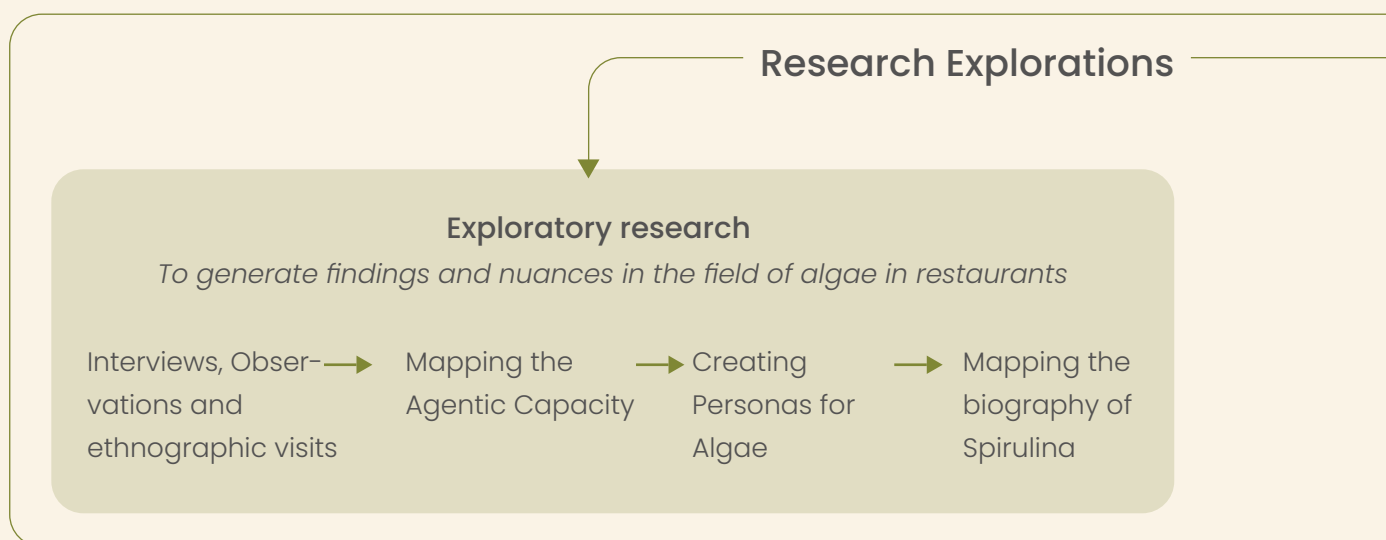 Research Explorations
Exploratory research
To generate findings and nuances in the field of algae in restaurants
Interviews, Obser-
vations and
ethnographic visits
Mapping the
Agentic Capacity
Creating
Personas for
Algae
Mapping the
biography of
Spirulina